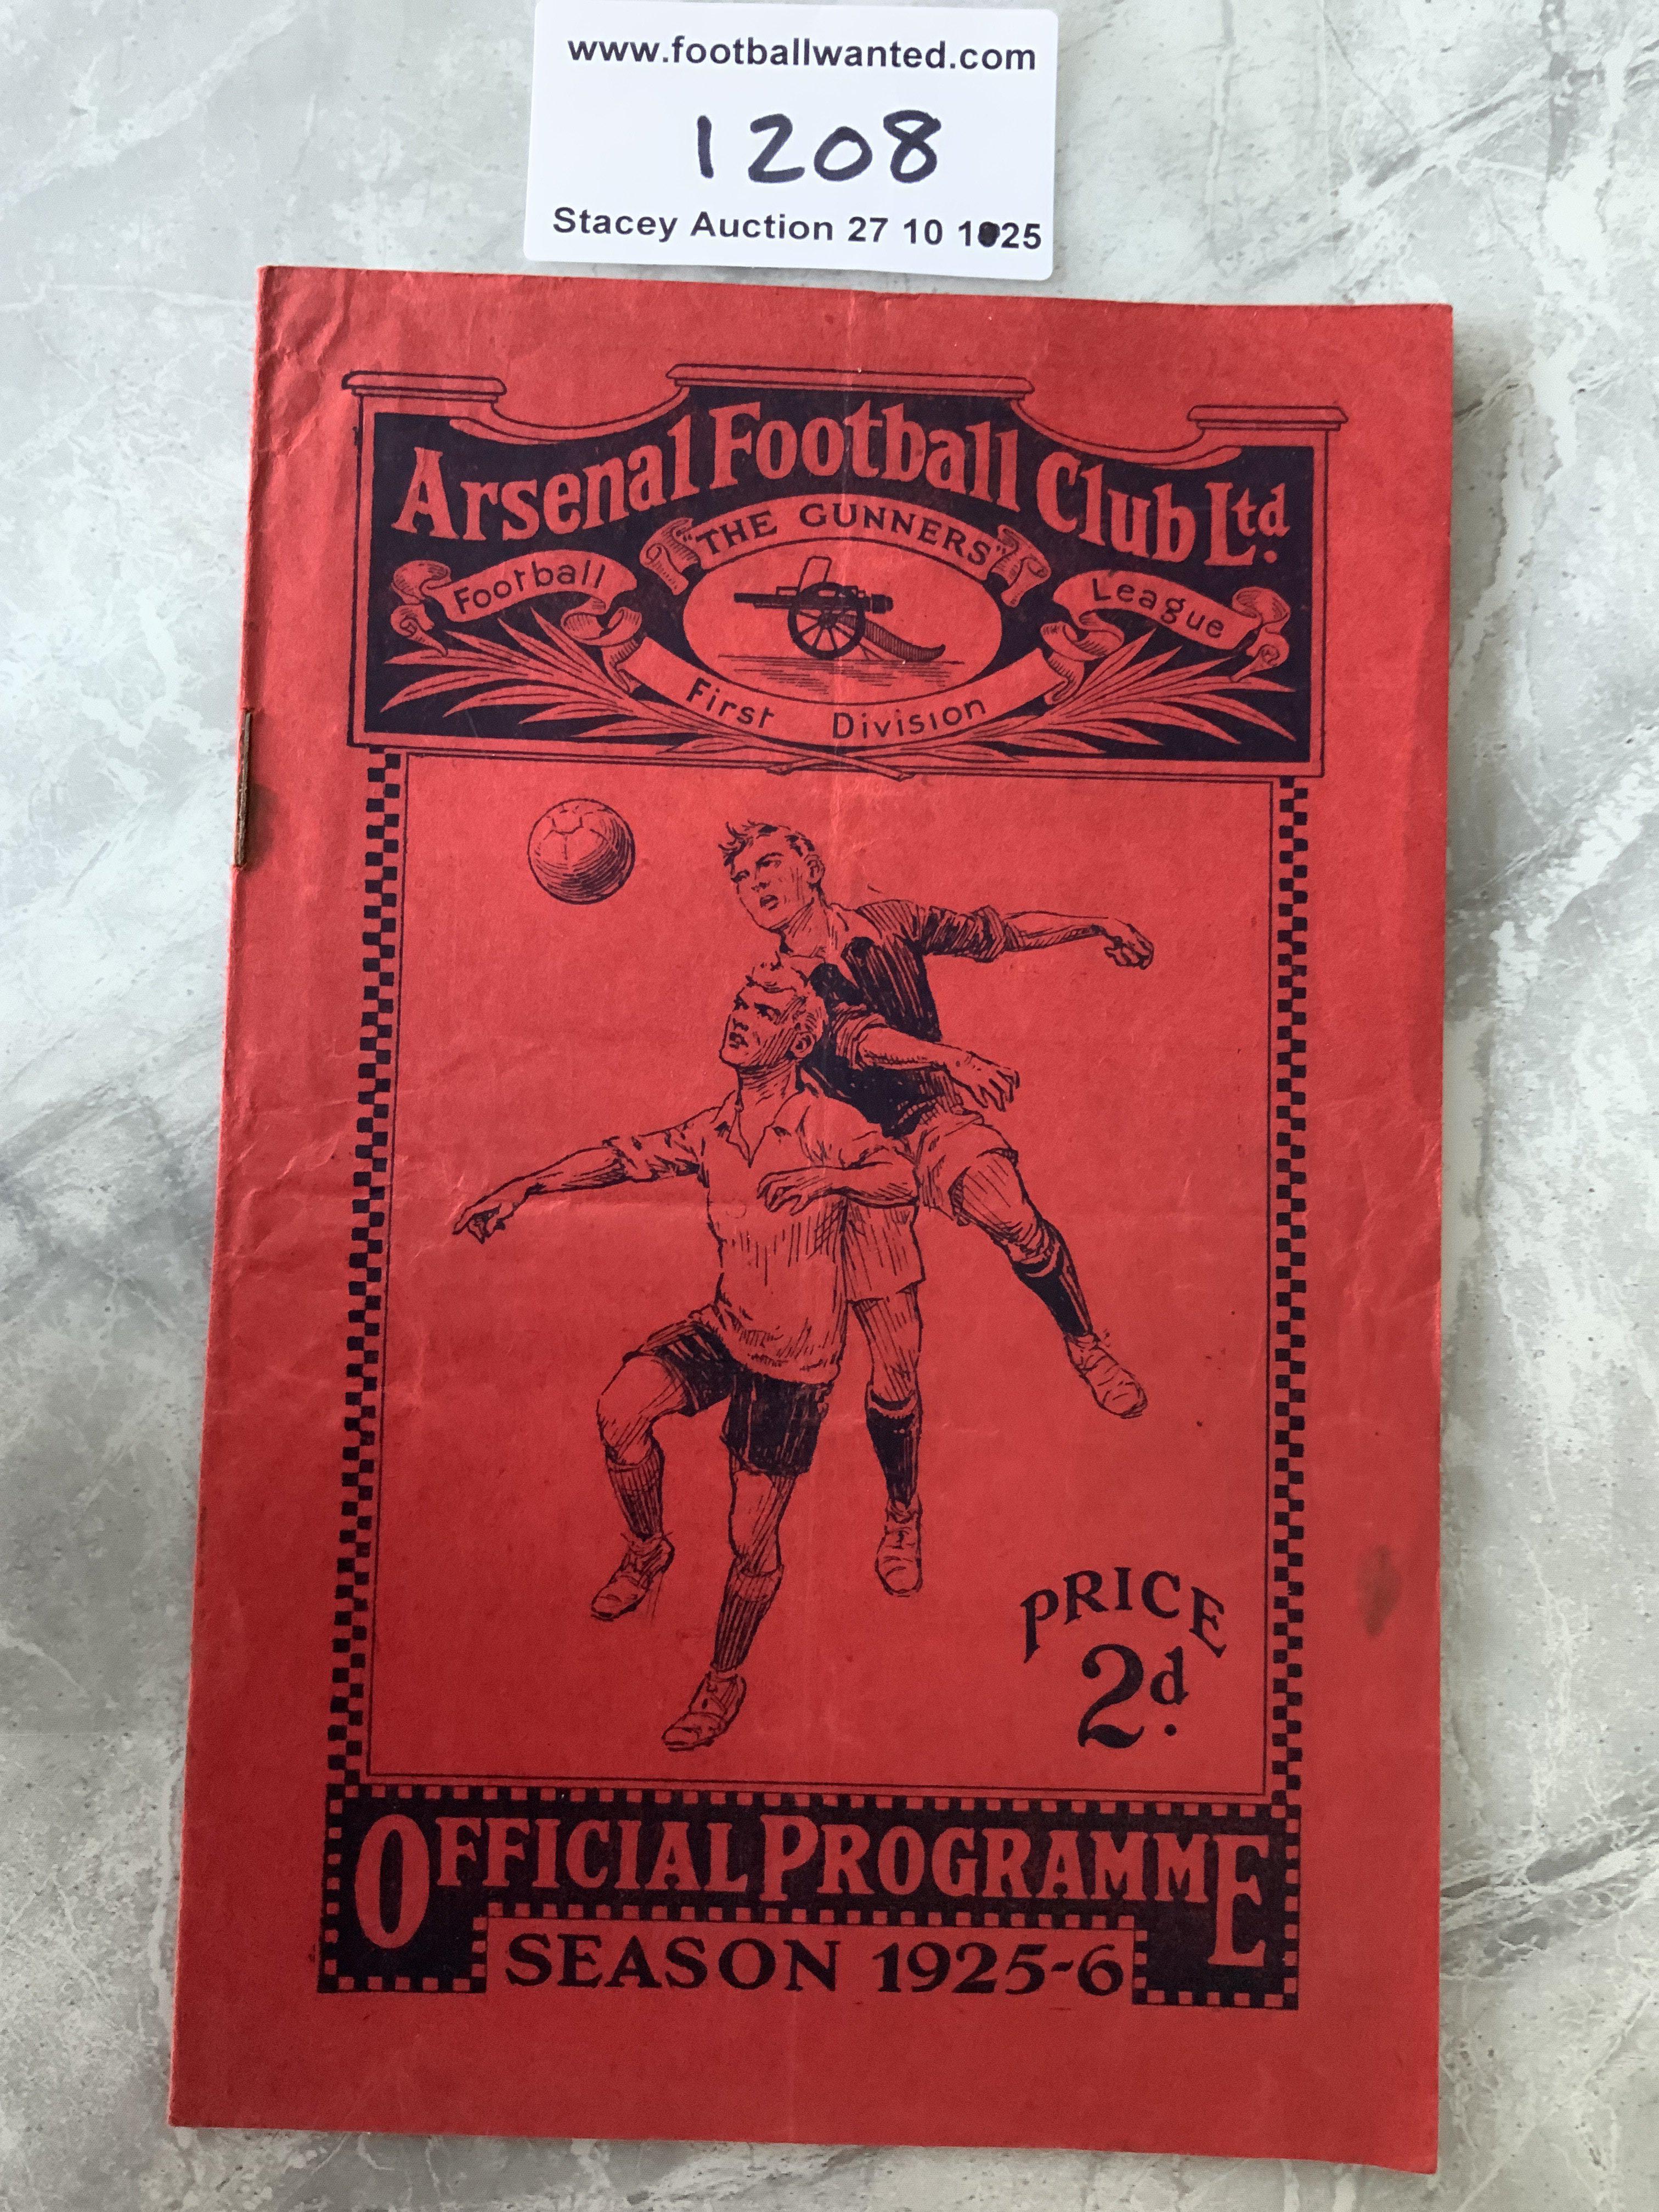 www.footballwanted.com
1208
Stacey Auction 27 10 1025
Arsenal Football Club Ltd.
"THE GUNNERS"
Football League
First Division
PRICE
2d.
OFFICIAL PROGRAMME
SEASON 1925-6